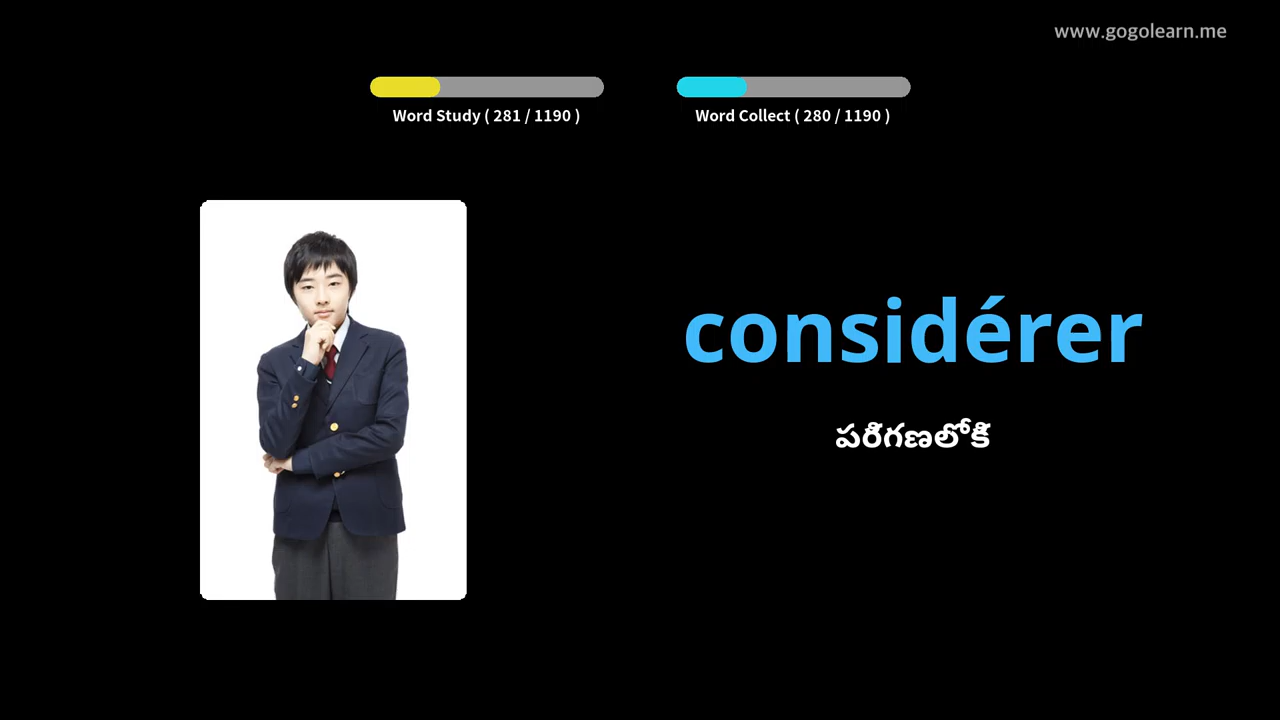 www.gogolearn.me
Word Study ( 281 / 1190 )
Word Collect ( 280 / 1190 )
considérer
పరిగణలోకి